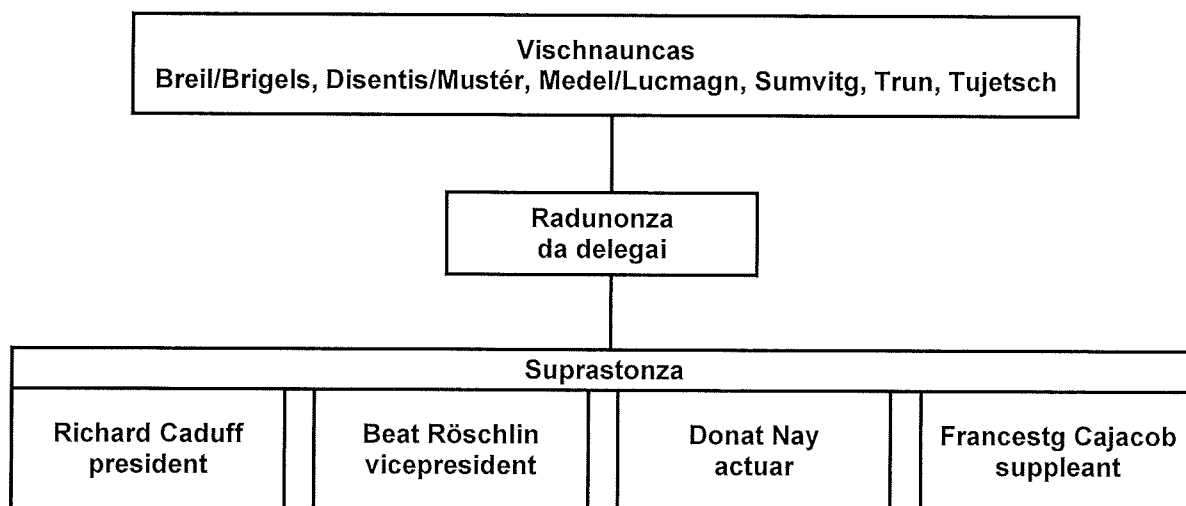 Vischnauncas
Breil/Brigels, Disentis/Mustér, Medel/Lucmagn, Sumvitg, Trun, Tujetsch
Radunonza
da delegai
Suprastonza
Richard Caduff
president
Beat Röschlin
vicepresident
Donat Nay
actuar
Francestg Cajacob
suppleant